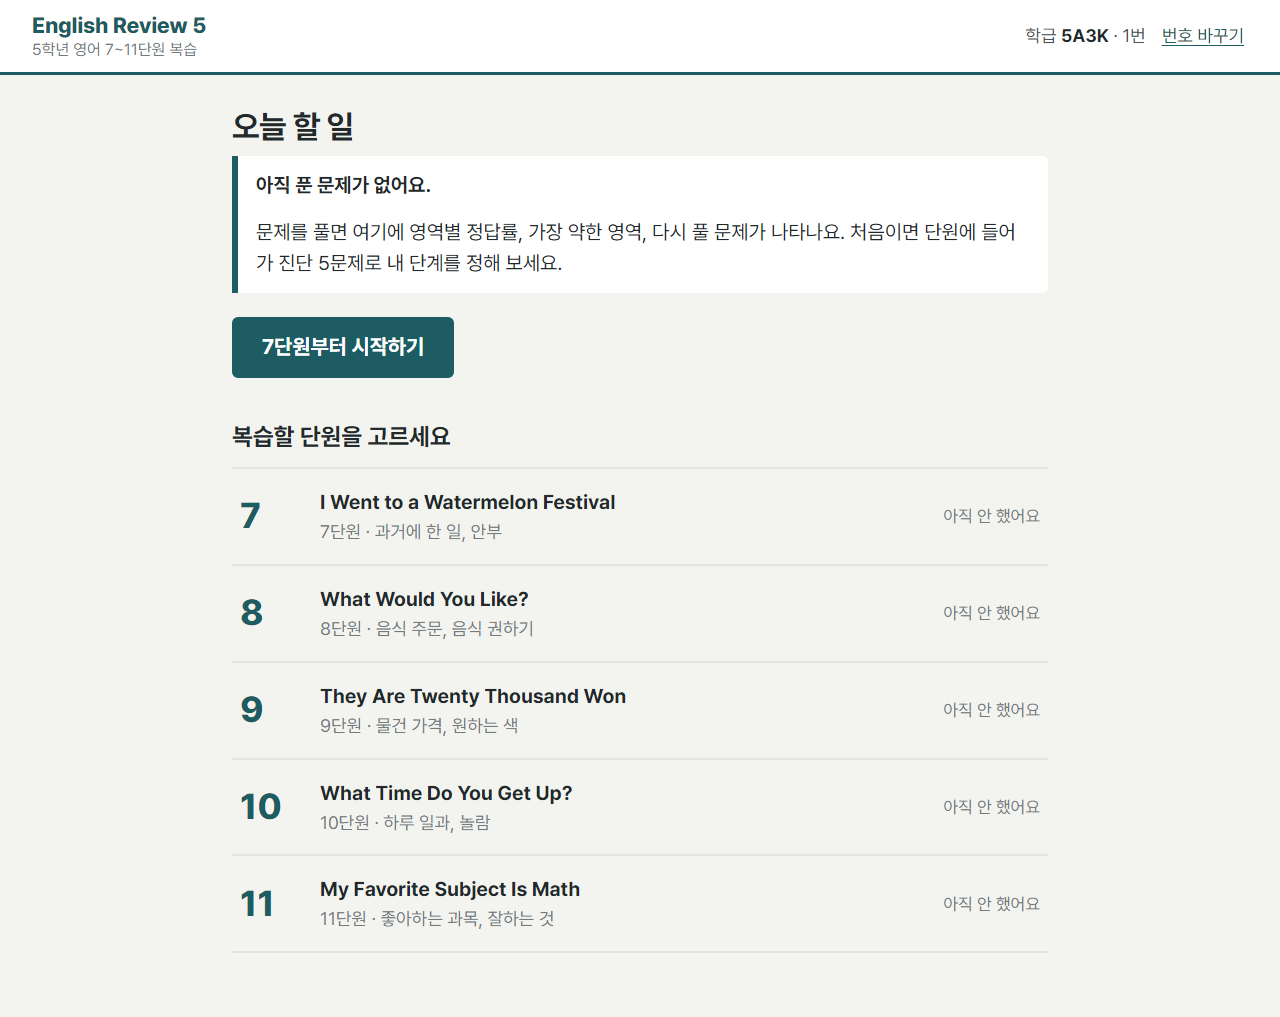 English Review 5
5학년 영어 7~11단원 복습
학급 5A3K · 1번 번호 바꾸기
오늘 할 일
아직 푼 문제가 없어요.
문제를 풀면 여기에 영역별 정답률, 가장 약한 영역, 다시 풀 문제가 나타나요. 처음이면 단원에 들어
가 진단 5문제로 내 단계를 정해 보세요.
7단원부터 시작하기
복습할 단원을 고르세요
7
I Went to a Watermelon Festival
7단원 · 과거에 한 일, 안부
아직 안 했어요
8
What Would You Like?
8단원 · 음식 주문, 음식 권하기
아직 안 했어요
9
They Are Twenty Thousand Won
9단원 · 물건 가격, 원하는 색
아직 안 했어요
10
What Time Do You Get Up?
10단원 · 하루 일과, 놀람
아직 안 했어요
11
My Favorite Subject Is Math
11단원 · 좋아하는 과목, 잘하는 것
아직 안 했어요